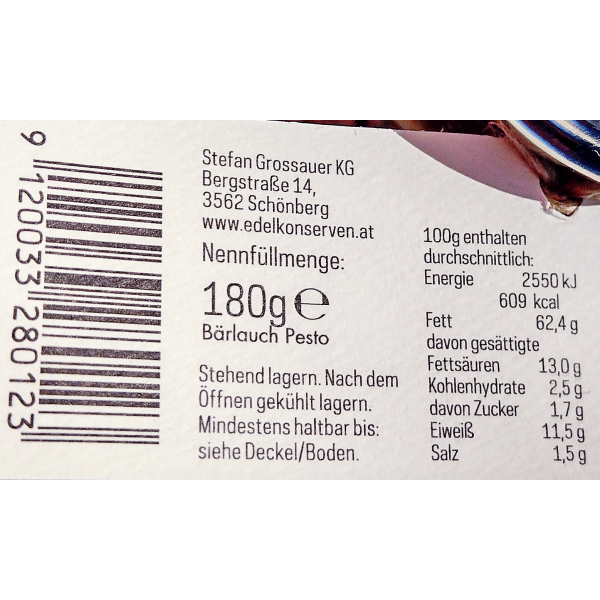 9 120033 280123
Stefan Grossauer KG
Bergstraße 14,
3562 Schönberg
www.edelkonserven.at
Nennfüllmenge:
180g ℮
Bärlauch Pesto
Stehend lagern. Nach dem
Öffnen gekühlt lagern.
Mindestens haltbar bis:
siehe Deckel/Boden.
100g enthalten
durchschnittlich:
Energie 2550 kJ
609 kcal
Fett 62,4 g
davon gesättigte
Fettsäuren 13,0 g
Kohlenhydrate 2,5 g
davon Zucker 1,7 g
Eiweiß 11,5 g
Salz 1,5 g